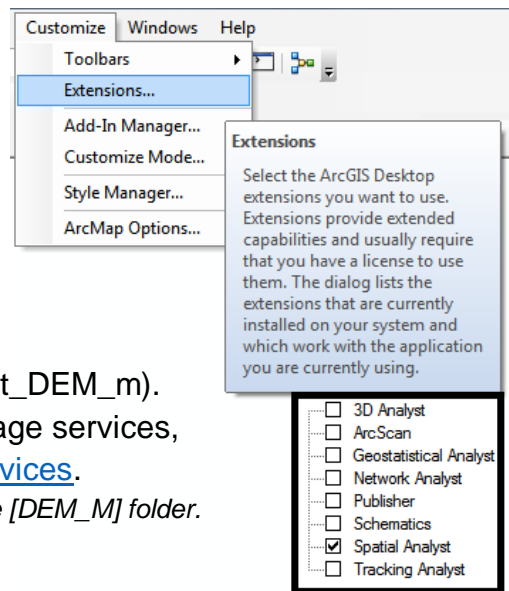 Customize Windows Help
Toolbars
Extensions...
Add-In Manager...
Customize Mode...
Style Manager...
ArcMap Options...
Extensions
Select the ArcGIS Desktop
extensions you want to use.
Extensions provide extended
capabilities and usually require
that you have a license to use
them. The dialog lists the
extensions that are currently
installed on your system and
which work with the application
you are currently using.
t_DEM_m).
age services,
vices.
e [DEM_M] folder.
3D Analyst
ArcScan
Geostatistical Analyst
Network Analyst
Publisher
Schematics
Spatial Analyst
Tracking Analyst